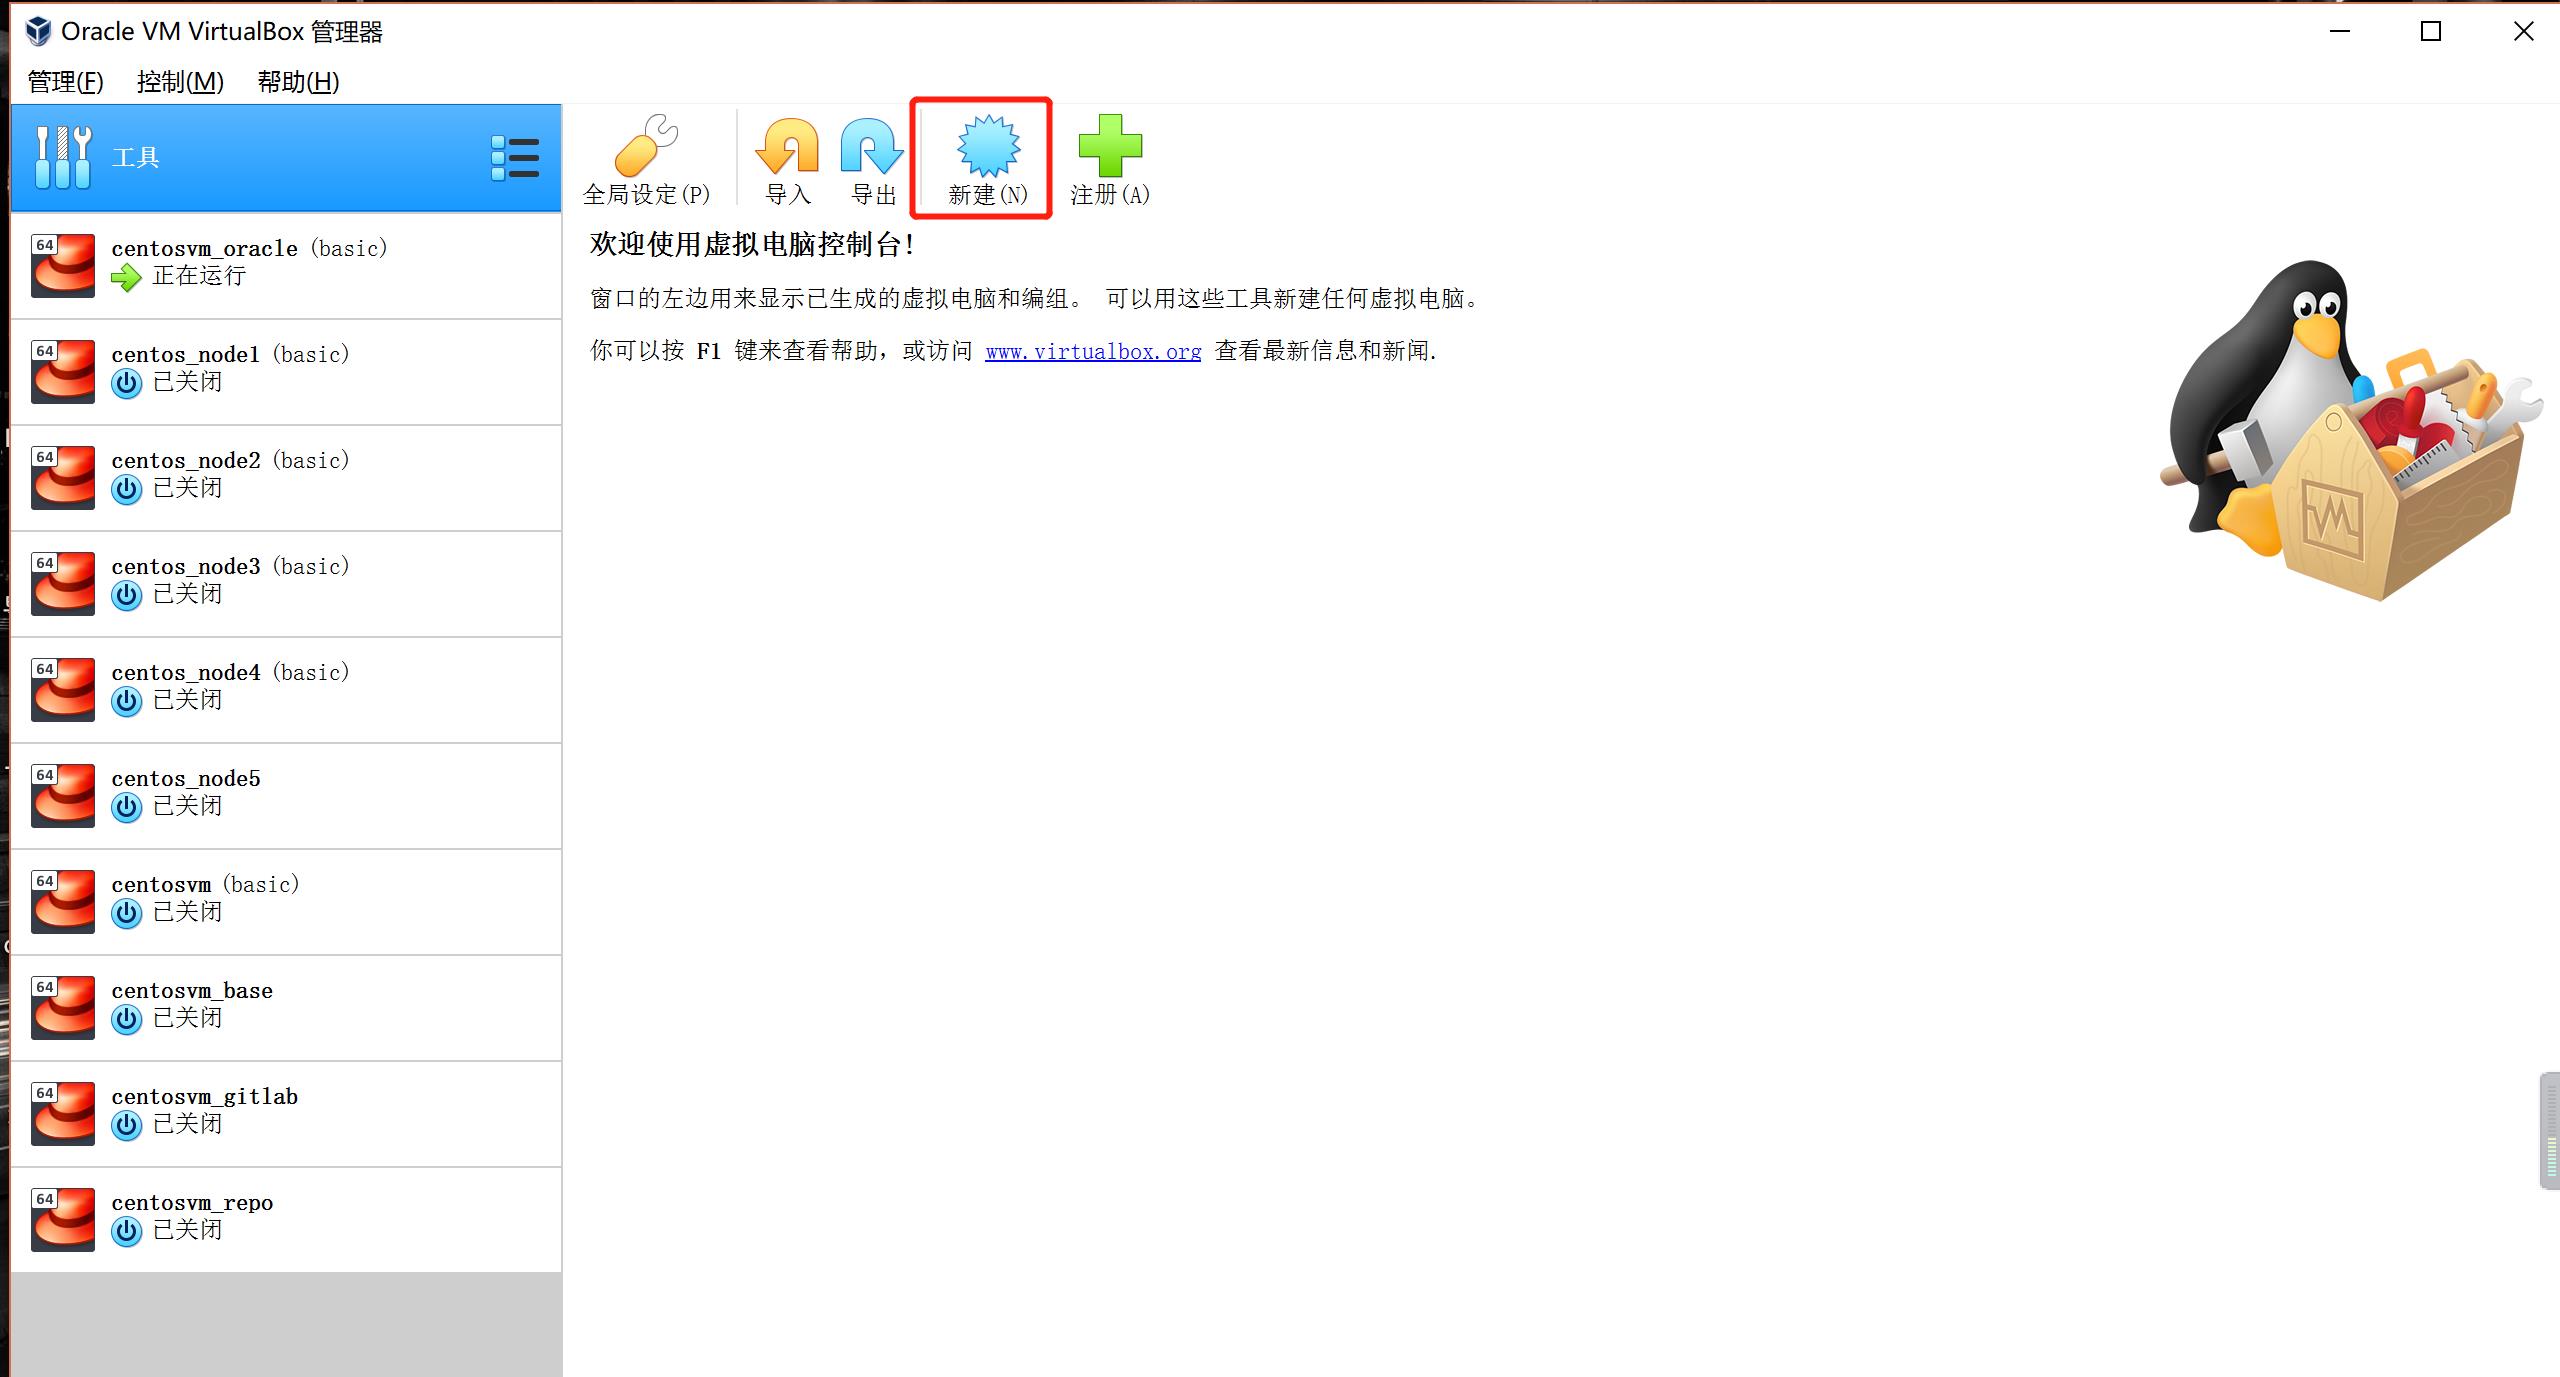 Oracle VM VirtualBox 管理器
管理(F) 控制(M) 帮助(H)
工具
全局设定(P) 导入 导出 新建(N) 注册(A)
64
centosvm_oracle (basic)
正在运行
64
centos_node1 (basic)
已关闭
64
centos_node2 (basic)
已关闭
64
centos_node3 (basic)
已关闭
64
centos_node4 (basic)
已关闭
64
centos_node5
已关闭
64
centosvm (basic)
已关闭
64
centosvm_base
已关闭
64
centosvm_gitlab
已关闭
64
centosvm_repo
已关闭
欢迎使用虚拟电脑控制台!
窗口的左边用来显示已生成的虚拟电脑和编组。 可以用这些工具新建任何虚拟电脑。
你可以按 F1 键来查看帮助，或访问 www.virtualbox.org 查看最新信息和新闻.